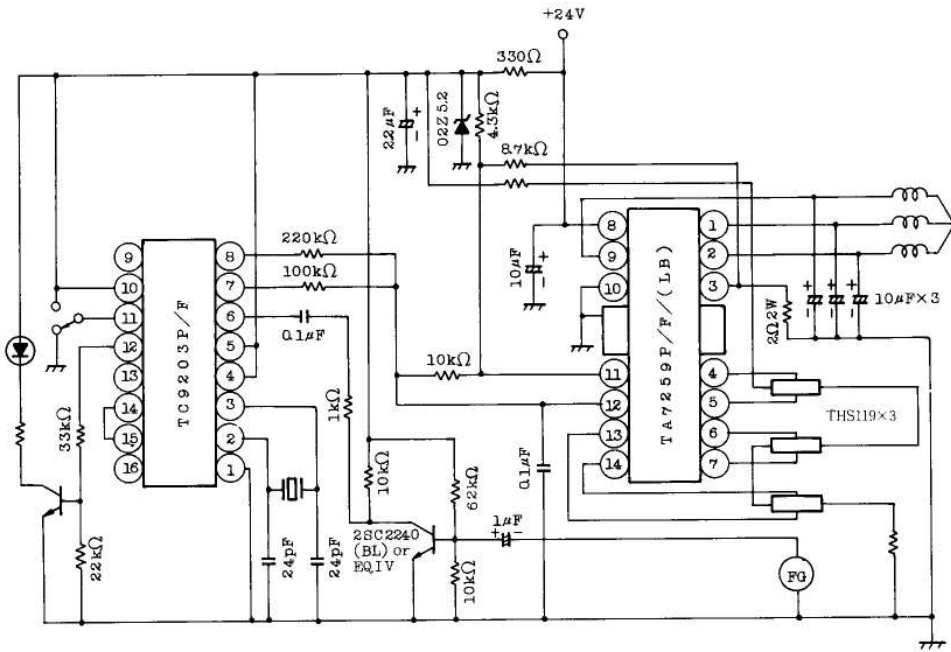 +24V
330Ω
22μF
+
-
02Z5.2
4.3kΩ
8.7kΩ
TC9203P/F
9
10
11
12
13
14
15
16
8
7
6
5
4
3
2
1
220kΩ
100kΩ
0.1μF
10μF
+
-
TA7259P/F/(LB)
8
9
10
11
12
13
14
1
2
3
4
5
6
7
2Ω2W
+
-
+
-
+
-
10μF×3
10kΩ
1kΩ
33kΩ
THS119×3
10kΩ
62kΩ
0.1μF
22kΩ
24pF
24pF
2SC2240
(BL) or
EQIV
1μF
+
-
10kΩ
FG